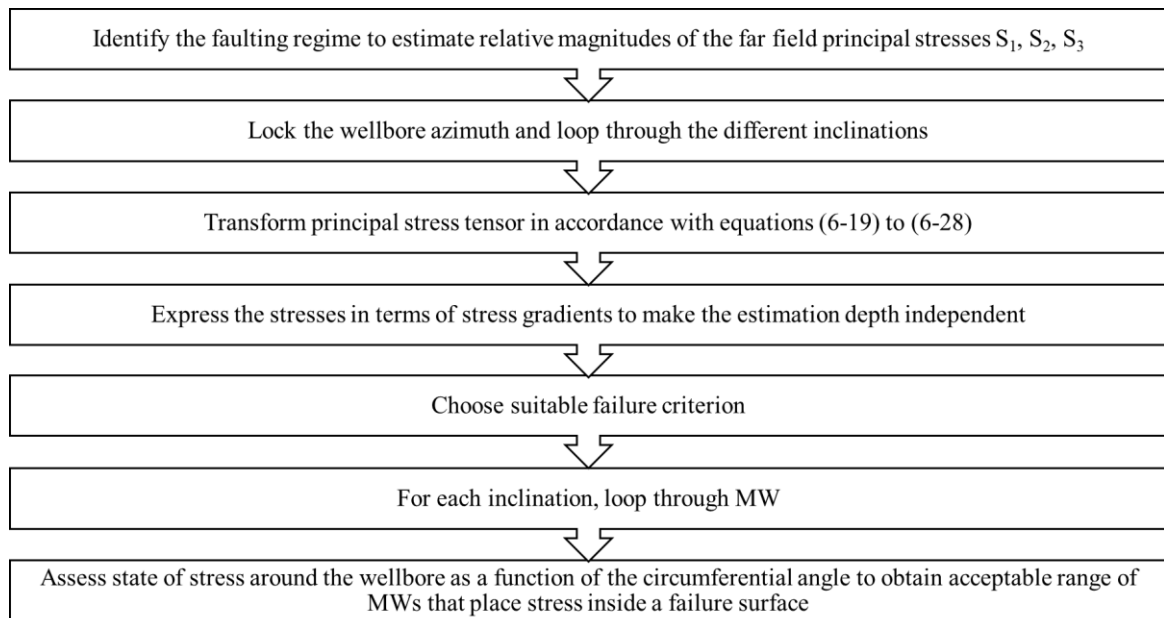 Identify the faulting regime to estimate relative magnitudes of the far field principal stresses S₁, S₂, S₃
Lock the wellbore azimuth and loop through the different inclinations
Transform principal stress tensor in accordance with equations (6-19) to (6-28)
Express the stresses in terms of stress gradients to make the estimation depth independent
Choose suitable failure criterion
For each inclination, loop through MW
Assess state of stress around the wellbore as a function of the circumferential angle to obtain acceptable range of
MWs that place stress inside a failure surface